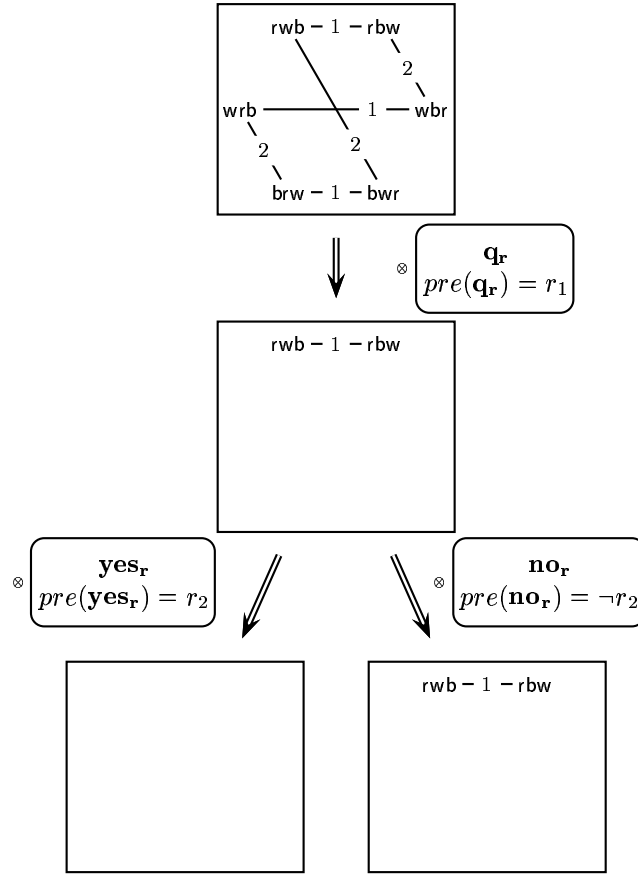 rwb – 1 – rbw
2
wrb 1 – wbr
2 2
brw – 1 – bwr
⊗ q_r
pre(q_r) = r_1
rwb – 1 – rbw
⊗ yes_r
pre(yes_r) = r_2
⊗ no_r
pre(no_r) = ¬r_2
rwb – 1 – rbw